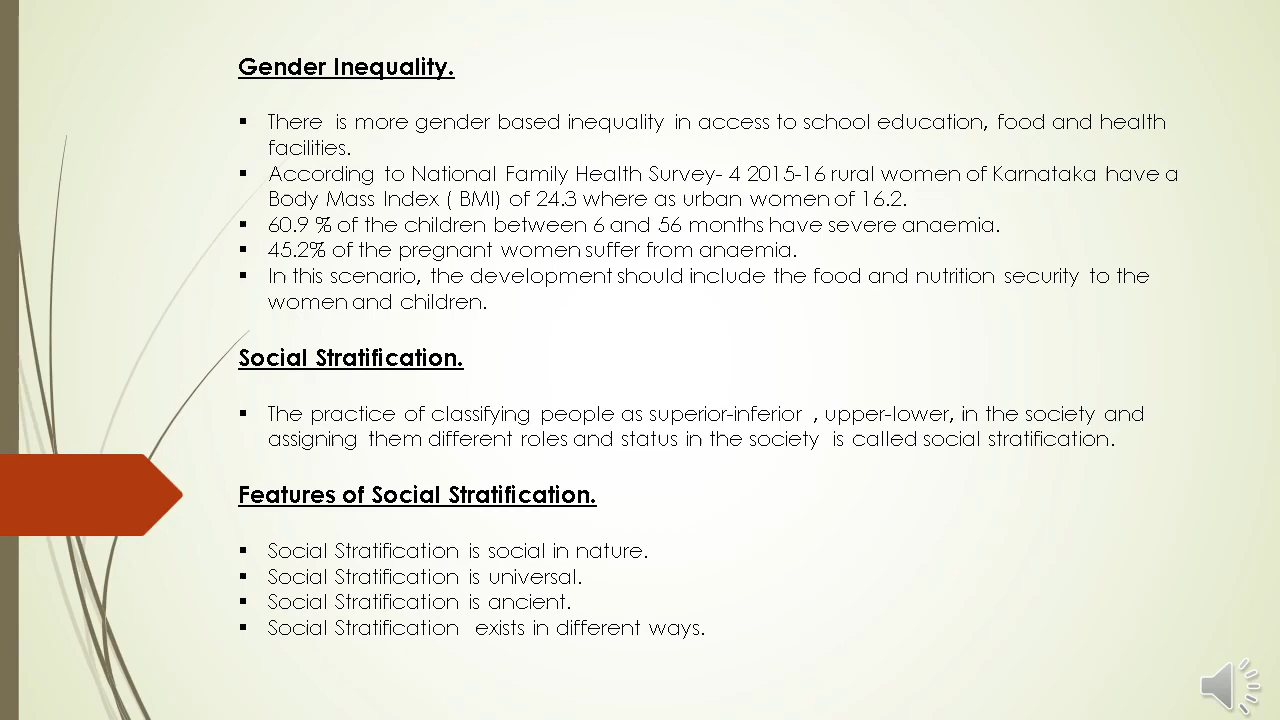 Gender Inequality.
▪ There is more gender based inequality in access to school education, food and health
facilities.
▪ According to National Family Health Survey- 4 2015-16 rural women of Karnataka have a
Body Mass Index ( BMI) of 24.3 where as urban women of 16.2.
▪ 60.9 % of the children between 6 and 56 months have severe anaemia.
▪ 45.2% of the pregnant women suffer from anaemia.
▪ In this scenario, the development should include the food and nutrition security to the
women and children.
Social Stratification.
▪ The practice of classifying people as superior-inferior , upper-lower, in the society and
assigning them different roles and status in the society is called social stratification.
Features of Social Stratification.
▪ Social Stratification is social in nature.
▪ Social Stratification is universal.
▪ Social Stratification is ancient.
▪ Social Stratification exists in different ways.